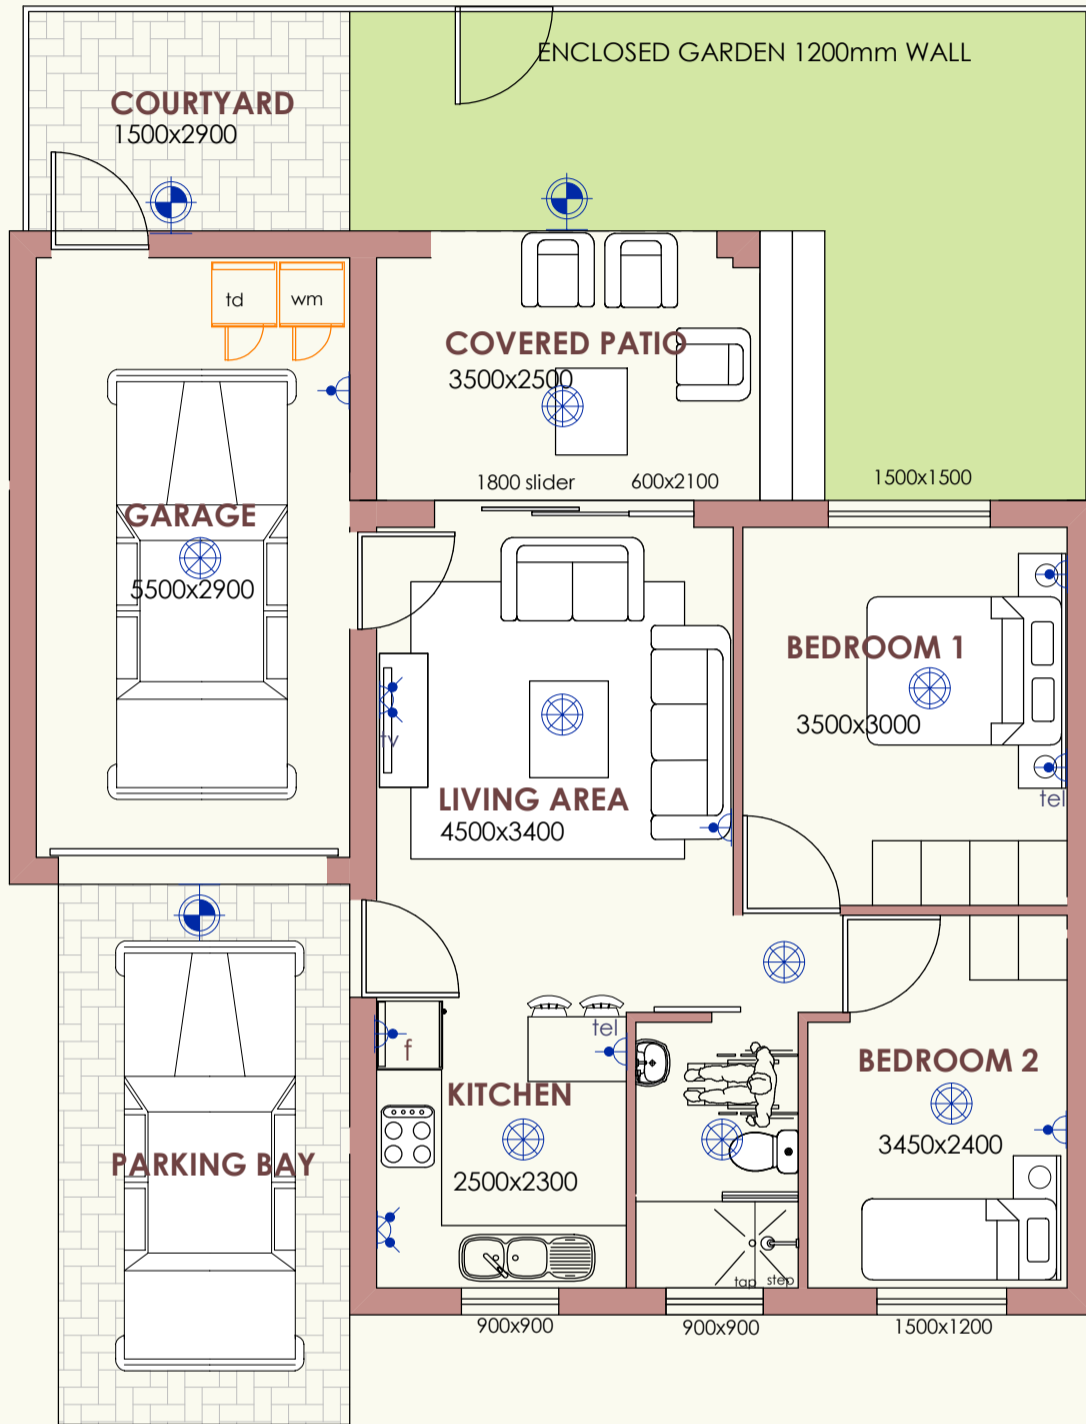 ENCLOSED GARDEN 1200mm WALL
COURTYARD
1500x2900
td
wm
COVERED PATIO
3500x2500
1800 slider
600x2100
1500x1500
GARAGE
5500x2900
BEDROOM 1
3500x3000
tv
LIVING AREA
4500x3400
tel
f
tel
KITCHEN
2500x2300
BEDROOM 2
3450x2400
PARKING BAY
tap
step
900x900
900x900
1500x1200